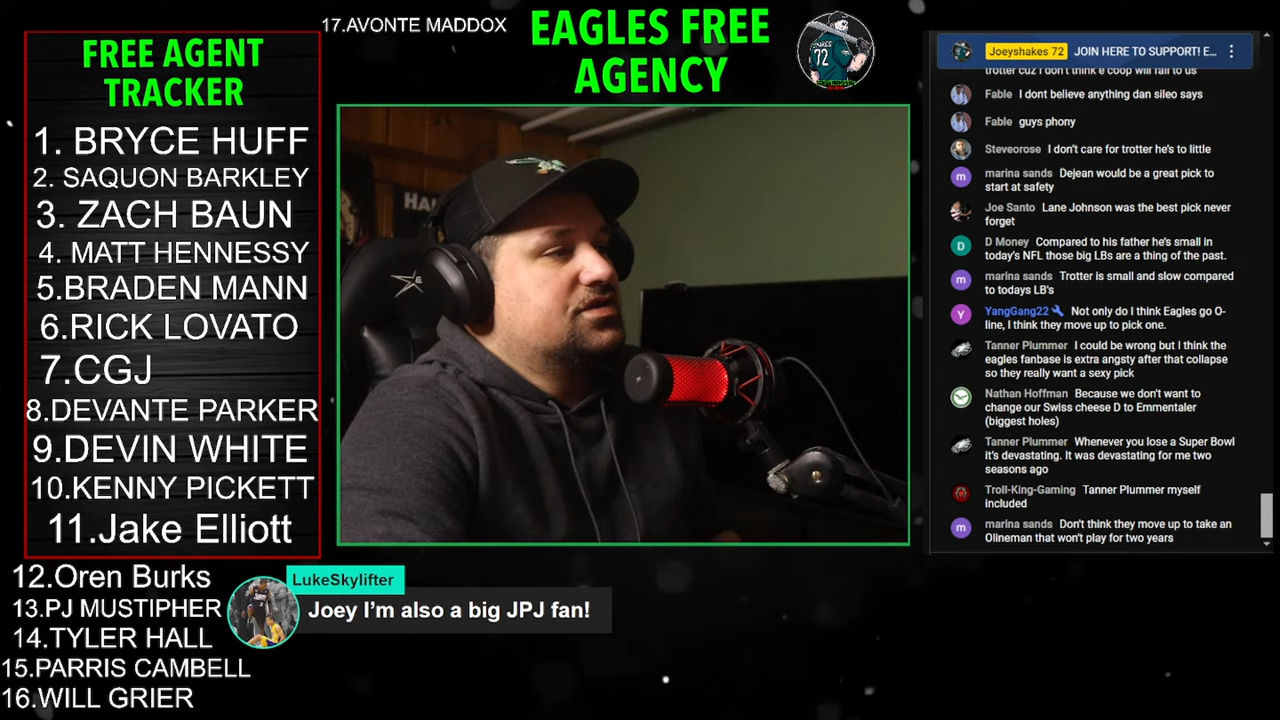 17.AVONTE MADDOX
EAGLES FREE
AGENCY
FREE AGENT
TRACKER
1. BRYCE HUFF
2. SAQUON BARKLEY
3. ZACH BAUN
4. MATT HENNESSY
5.BRADEN MANN
6.RICK LOVATO
7.CGJ
8.DEVANTE PARKER
9.DEVIN WHITE
10.KENNY PICKETT
11.Jake Elliott
12.Oren Burks
13.PJ MUSTIPHER
14.TYLER HALL
15.PARRIS CAMBELL
16.WILL GRIER
72
HA
LukeSkylifter
Joey I'm also a big JPJ fan!
Joeyshakes 72 JOIN HERE TO SUPPORT! E...
trotter cuz I don't think e coop will fall to us
Fable I dont believe anything dan sileo says
Fable guys phony
Steveorose I don't care for trotter he's to little
marina sands Dejean would be a great pick to
start at safety
Joe Santo Lane Johnson was the best pick never
forget
D Money Compared to his father he's small in
today's NFL those big LBs are a thing of the past.
marina sands Trotter is small and slow compared
to todays LB's
YangGang22 Not only do I think Eagles go O-
line, I think they move up to pick one.
Tanner Plummer I could be wrong but I think the
eagles fanbase is extra angsty after that collapse
so they really want a sexy pick
Nathan Hoffman Because we don't want to
change our Swiss cheese D to Emmentaler
(biggest holes)
Tanner Plummer Whenever you lose a Super Bowl
it's devastating. It was devastating for me two
seasons ago
Troll-King-Gaming Tanner Plummer myself
included
marina sands Don't think they move up to take an
Olineman that won't play for two years